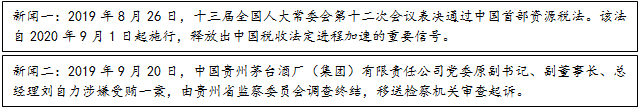 新闻一：2019 年 8 月 26 日，十三届全国人大常委会第十二次会议表决通过中国首部资源税法。该法
自 2020 年 9 月 1 日起施行，释放出中国税收法定进程加速的重要信号。
新闻二：2019 年 9 月 20 日，中国贵州茅台酒厂（集团）有限责任公司党委原副书记、副董事长、总
经理刘自力涉嫌受贿一案，由贵州省监察委员会调查终结，移送检察机关审查起诉。